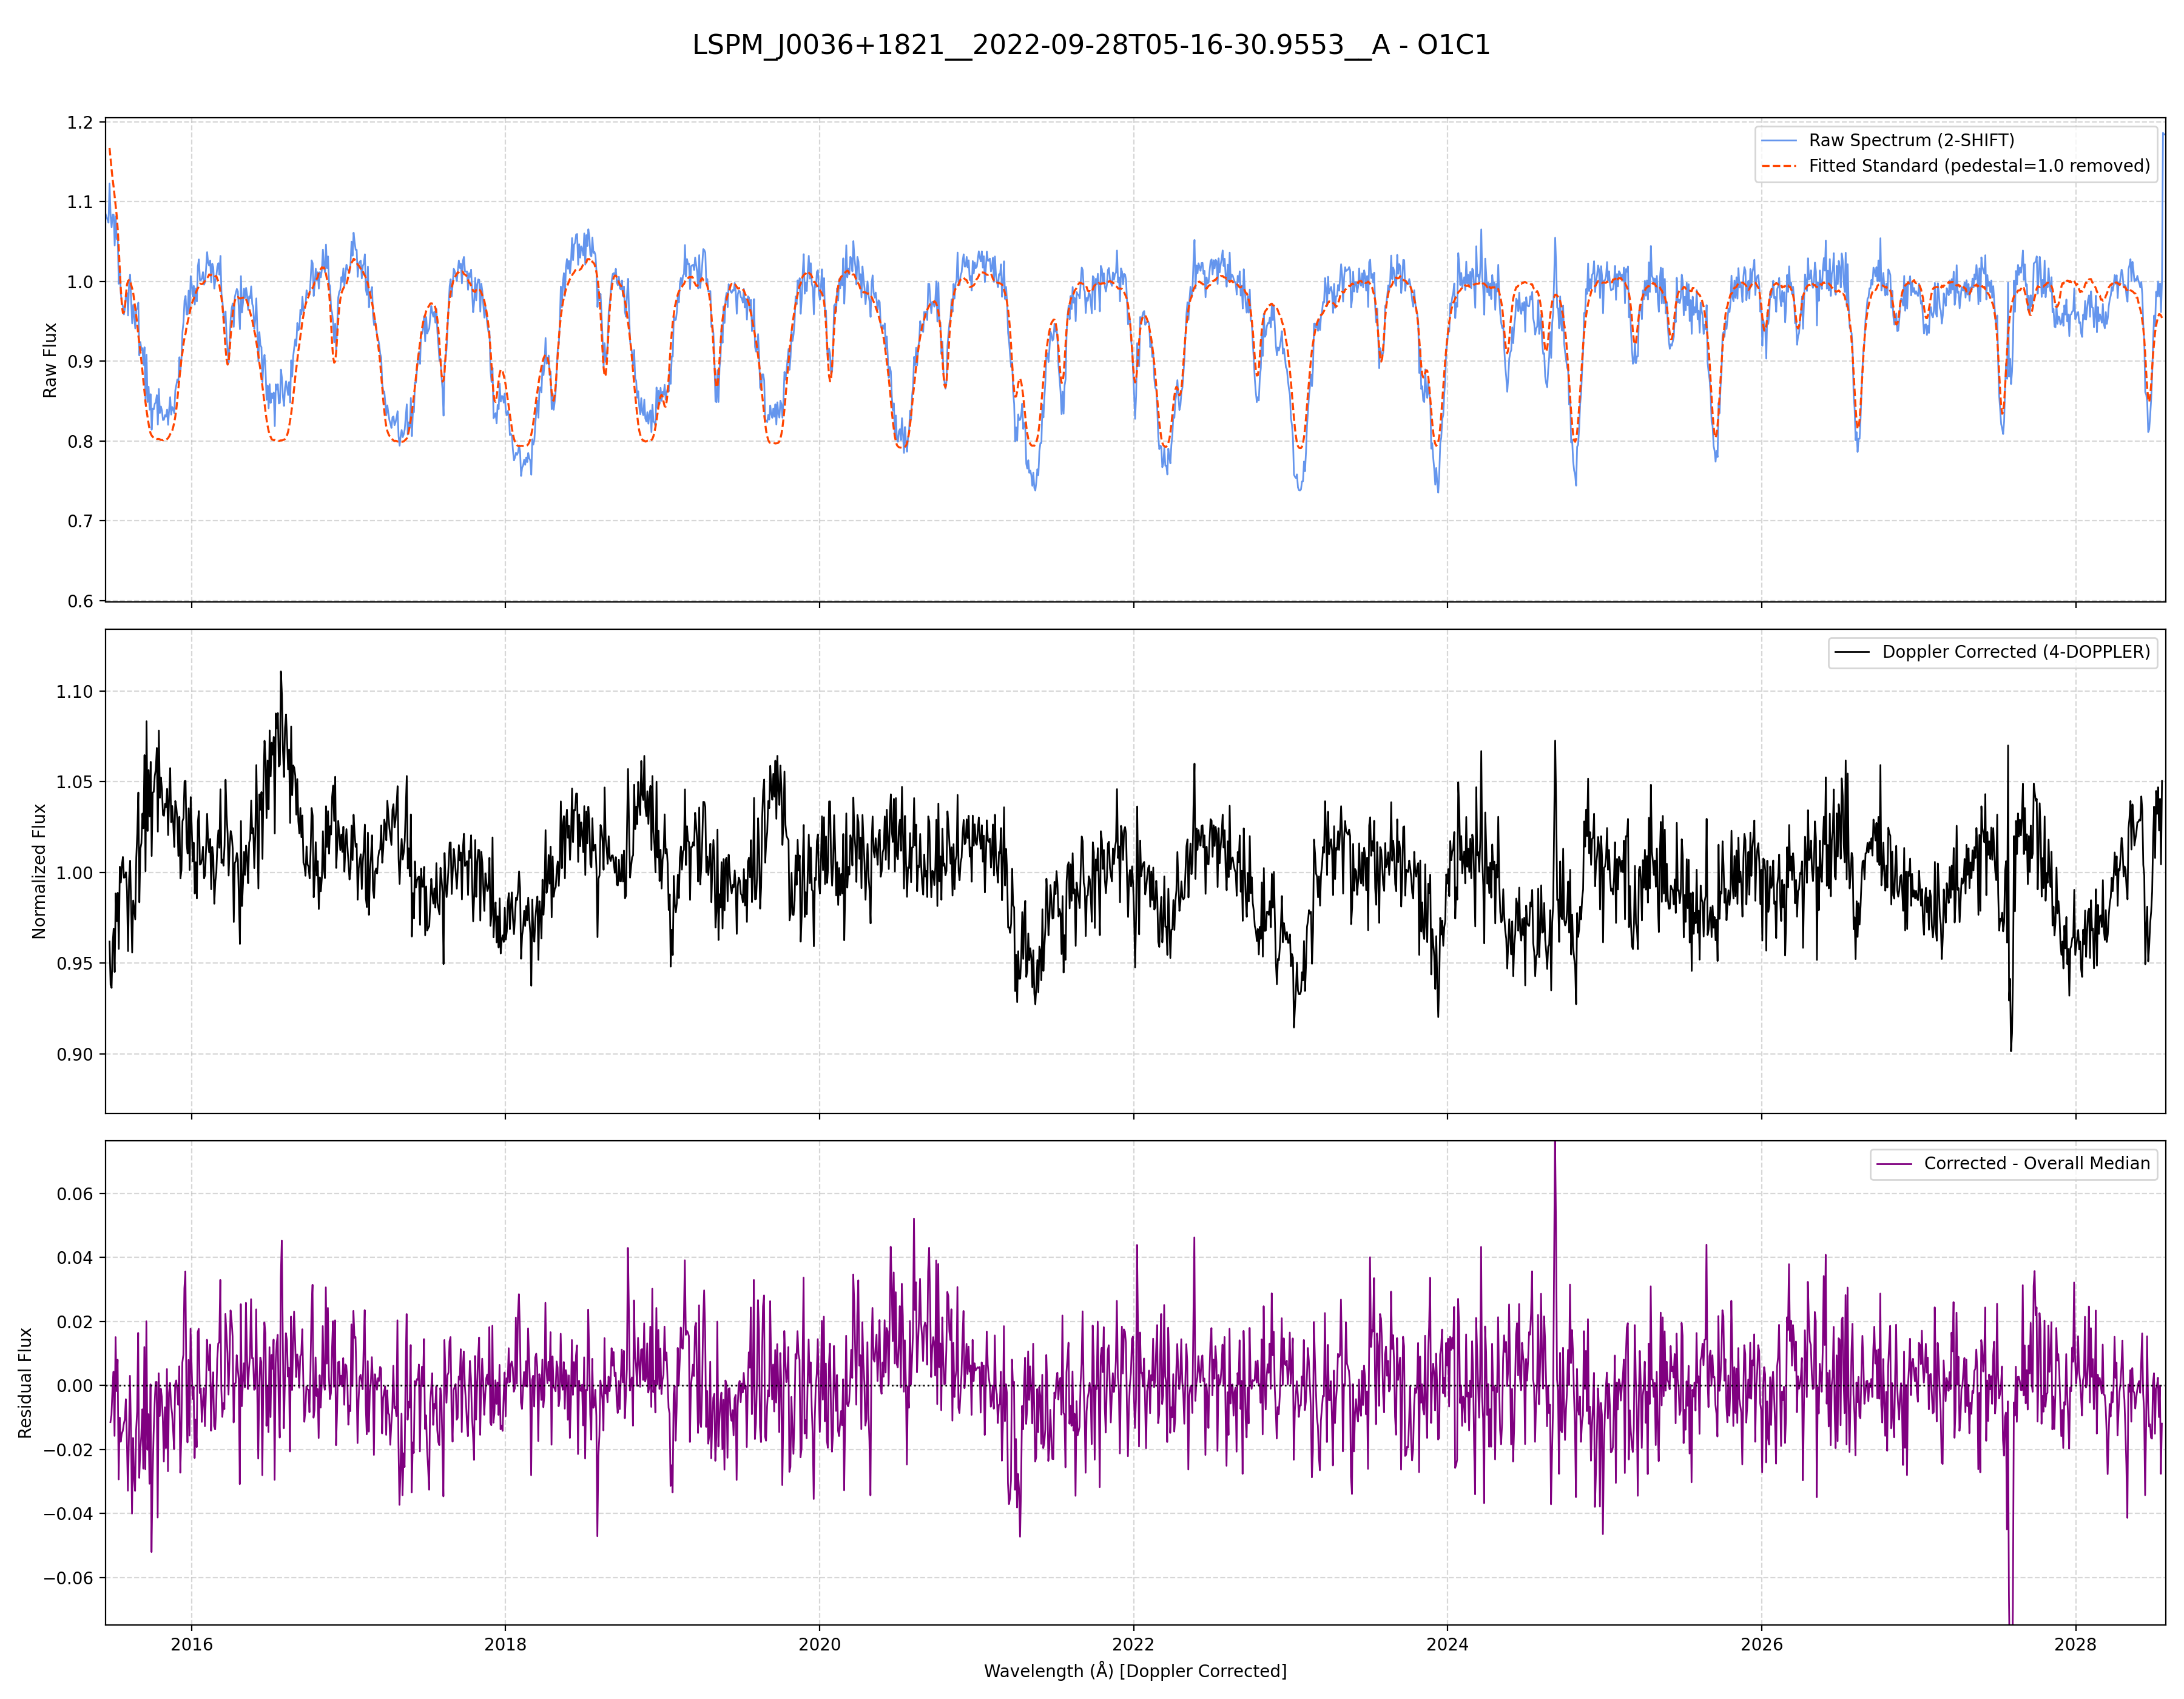 LSPM_J0036+1821__2022-09-28T05-16-30.9553__A - O1C1
1.2
1.1
1.0
0.9
0.8
0.7
0.6
Raw Flux
Raw Spectrum (2-SHIFT)
Fitted Standard (pedestal=1.0 removed)
1.10
1.05
1.00
0.95
0.90
Normalized Flux
Doppler Corrected (4-DOPPLER)
0.06
0.04
0.02
0.00
−0.02
−0.04
−0.06
Residual Flux
Corrected - Overall Median
2016 2018 2020 2022 2024 2026 2028
Wavelength (Å) [Doppler Corrected]